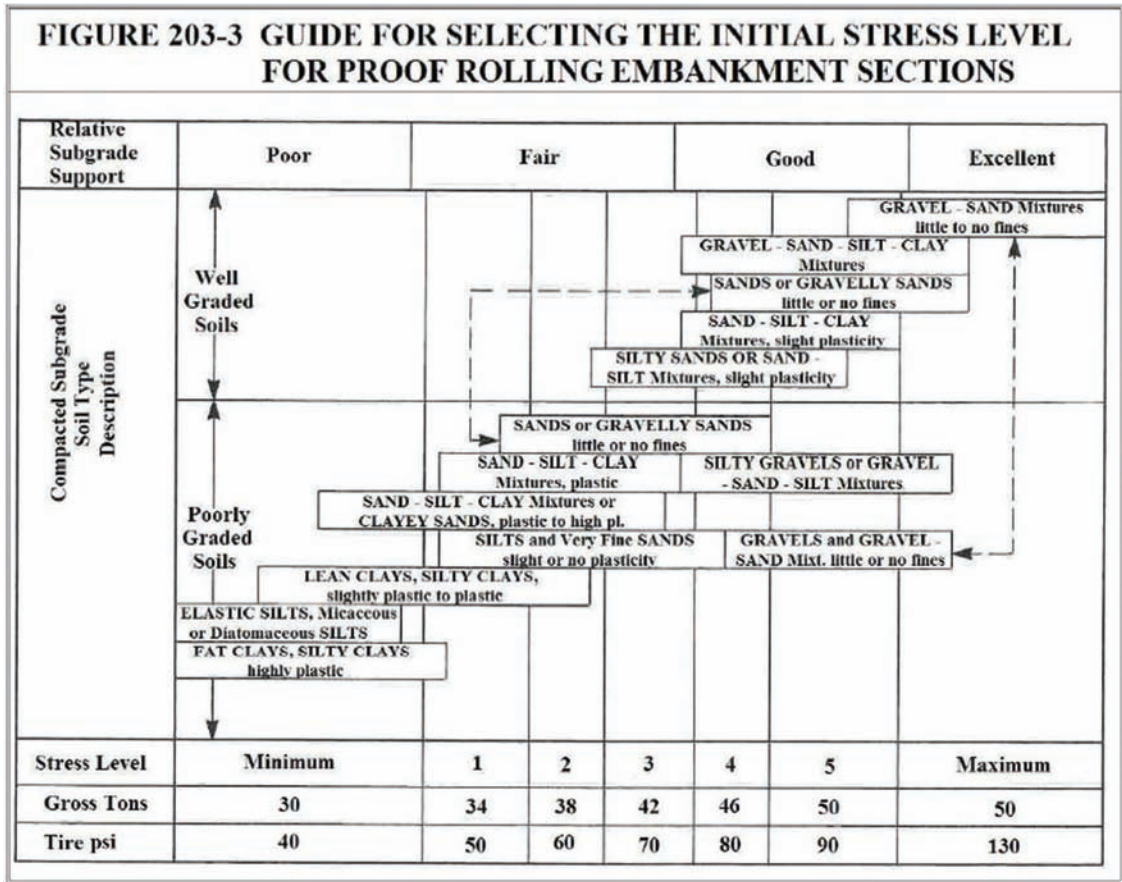 FIGURE 203-3 GUIDE FOR SELECTING THE INITIAL STRESS LEVEL
FOR PROOF ROLLING EMBANKMENT SECTIONS
Relative
Subgrade
Support
Poor
Fair
Good
Excellent
Compacted Subgrade
Soil Type
Description
Well
Graded
Soils
GRAVEL - SAND Mixtures
little to no fines
GRAVEL - SAND - SILT - CLAY
Mixtures
SANDS or GRAVELLY SANDS
little or no fines
SAND - SILT - CLAY
Mixtures, slight plasticity
SILTY SANDS OR SAND -
SILT Mixtures, slight plasticity
Poorly
Graded
Soils
SANDS or GRAVELLY SANDS
little or no fines
SAND - SILT - CLAY
Mixtures, plastic
SILTY GRAVELS or GRAVEL
- SAND - SILT Mixtures
SAND - SILT - CLAY Mixtures or
CLAYEY SANDS, plastic to high pl.
SILTS and Very Fine SANDS
slight or no plasticity
GRAVELS and GRAVEL -
SAND Mixt. little or no fines
LEAN CLAYS, SILTY CLAYS,
slightly plastic to plastic
ELASTIC SILTS, Micaceous
or Diatomaceous SILTS
FAT CLAYS, SILTY CLAYS
highly plastic
Stress Level Minimum 1 2 3 4 5 Maximum
Gross Tons 30 34 38 42 46 50 50
Tire psi 40 50 60 70 80 90 130